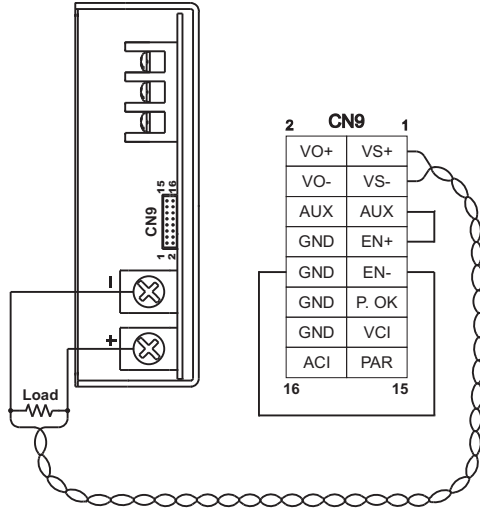 2 CN9 1
VO+ VS+
VO- VS-
AUX AUX
GND EN+
GND EN-
GND P. OK
GND VCI
ACI PAR
16 15
15 16
CN9
1 2
-
+
Load